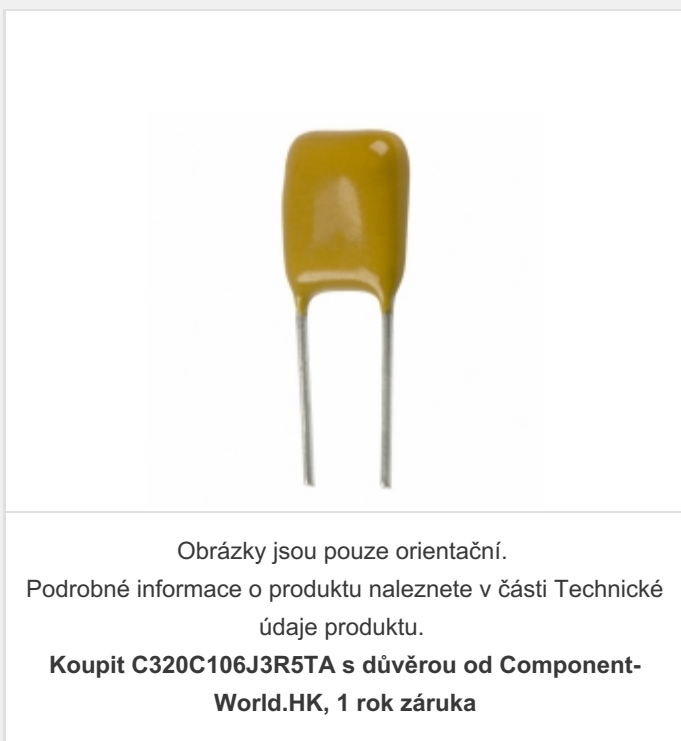 Obrázky jsou pouze orientační.
Podrobné informace o produktu naleznete v části Technické
údaje produktu.
Koupit C320C106J3R5TA s důvěrou od Component-
World.HK, 1 rok záruka